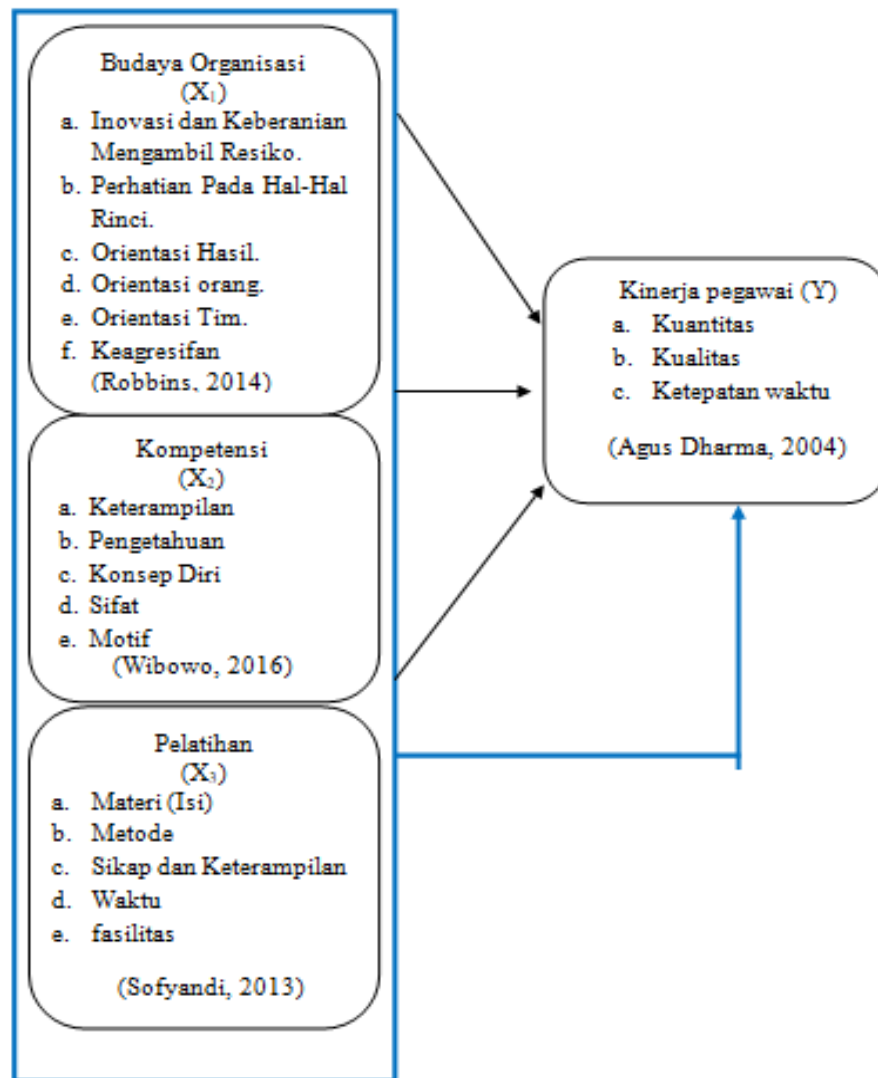 Budaya Organisasi
(X₁)
a. Inovasi dan Keberanian
Mengambil Resiko.
b. Perhatian Pada Hal-Hal
Rinci.
c. Orientasi Hasil.
d. Orientasi orang.
e. Orientasi Tim.
f. Keagresifan
(Robbins, 2014)
Kompetensi
(X₂)
a. Keterampilan
b. Pengetahuan
c. Konsep Diri
d. Sifat
e. Motif
(Wibowo, 2016)
Pelatihan
(X₃)
a. Materi (Isi)
b. Metode
c. Sikap dan Keterampilan
d. Waktu
e. fasilitas
(Sofyandi, 2013)
Kinerja pegawai (Y)
a. Kuantitas
b. Kualitas
c. Ketepatan waktu
(Agus Dharma, 2004)